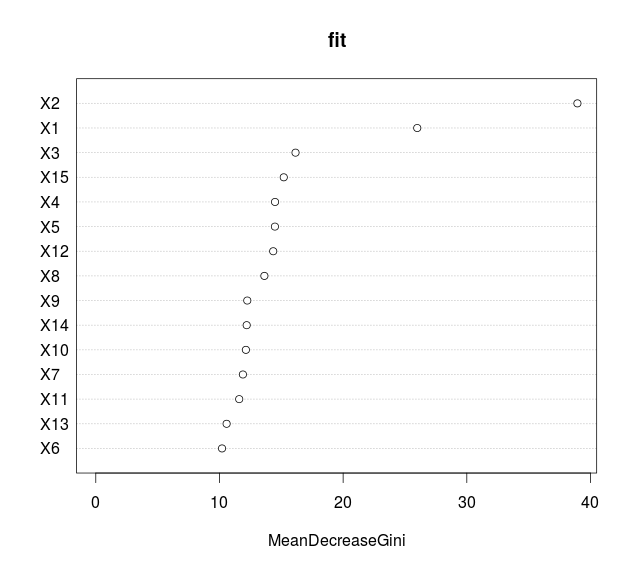 fit
X2
X1
X3
X15
X4
X5
X12
X8
X9
X14
X10
X7
X11
X13
X6
0 10 20 30 40
MeanDecreaseGini